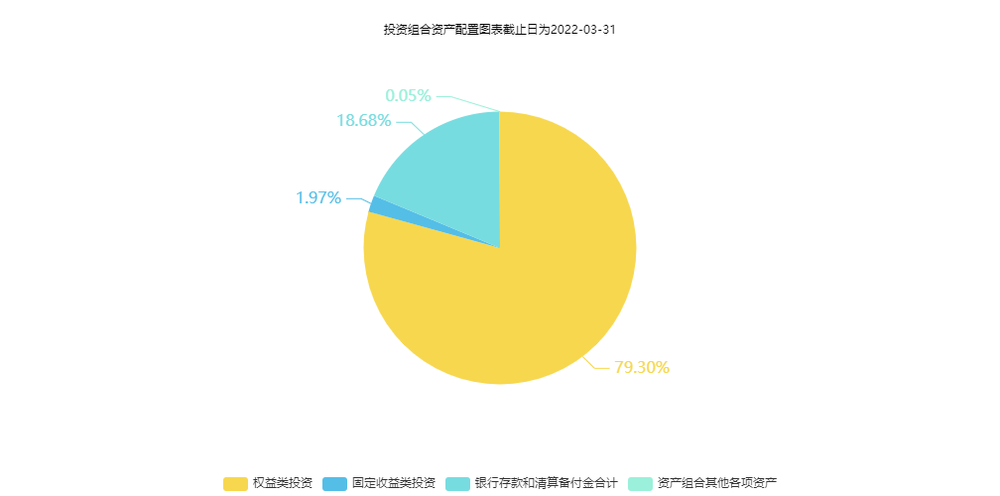 投资组合资产配置图表截止日为2022-03-31
0.05%
18.68%
1.97%
79.30%
权益类投资 固定收益类投资 银行存款和清算备付金合计 资产组合其他各项资产